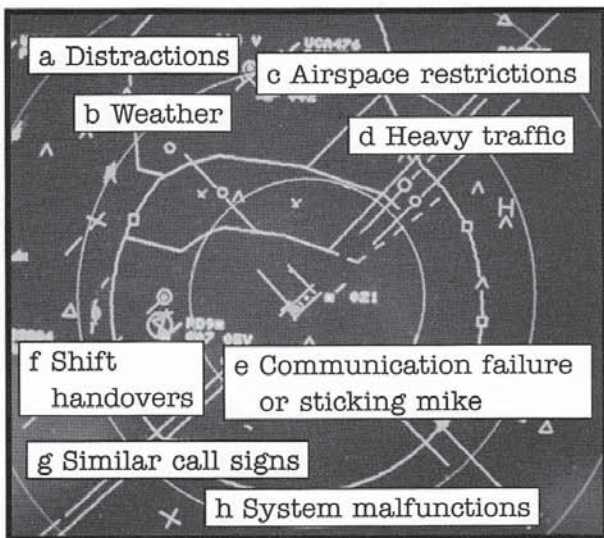 a Distractions
c Airspace restrictions
b Weather
d Heavy traffic
f Shift
handovers
e Communication failure
or sticking mike
g Similar call signs
h System malfunctions